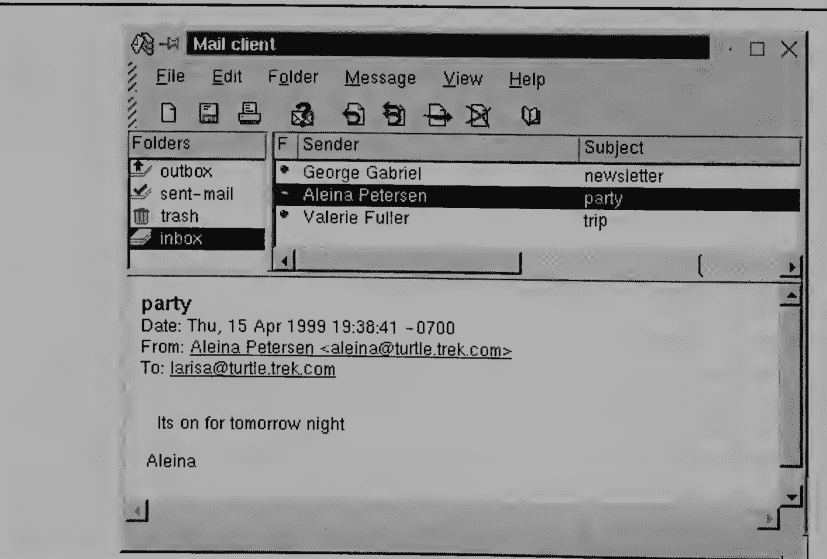 Mail client
File Edit Folder Message View Help
Folders
outbox
sent-mail
trash
inbox
F Sender Subject
George Gabriel newsletter
Aleina Petersen party
Valerie Fuller trip
party
Date: Thu, 15 Apr 1999 19:38:41 -0700
From: Aleina Petersen <aleina@turtle.trek.com>
To: larisa@turtle.trek.com
Its on for tomorrow night
Aleina